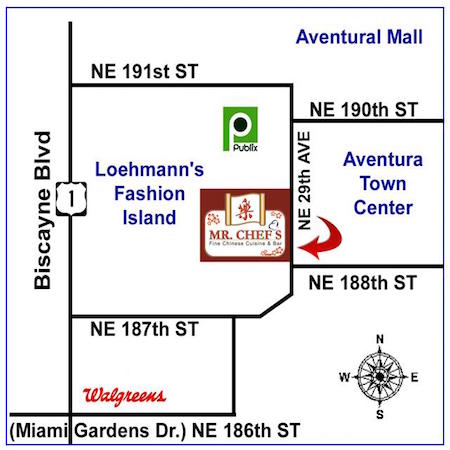 Aventural Mall
NE 191st ST
NE 190th ST
Publix
Biscayne Blvd
1
Loehmann's
Fashion
Island
NE 29th AVE
Aventura
Town
Center
MR. CHEF'S
Fine Chinese Cuisine & Bar
NE 188th ST
NE 187th ST
N
W
E
S
Walgreens
(Miami Gardens Dr.) NE 186th ST